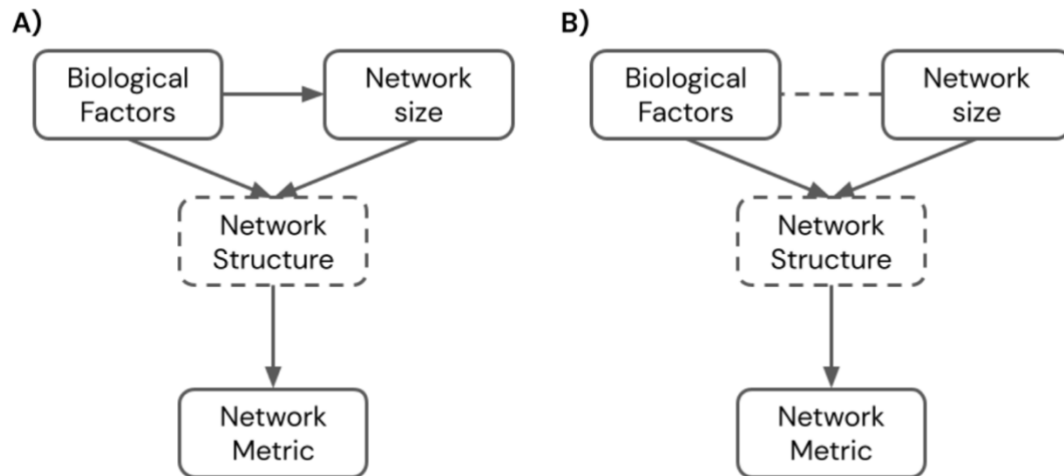 A)
Biological
Factors
Network
size
Network
Structure
Network
Metric
B)
Biological
Factors
Network
size
Network
Structure
Network
Metric